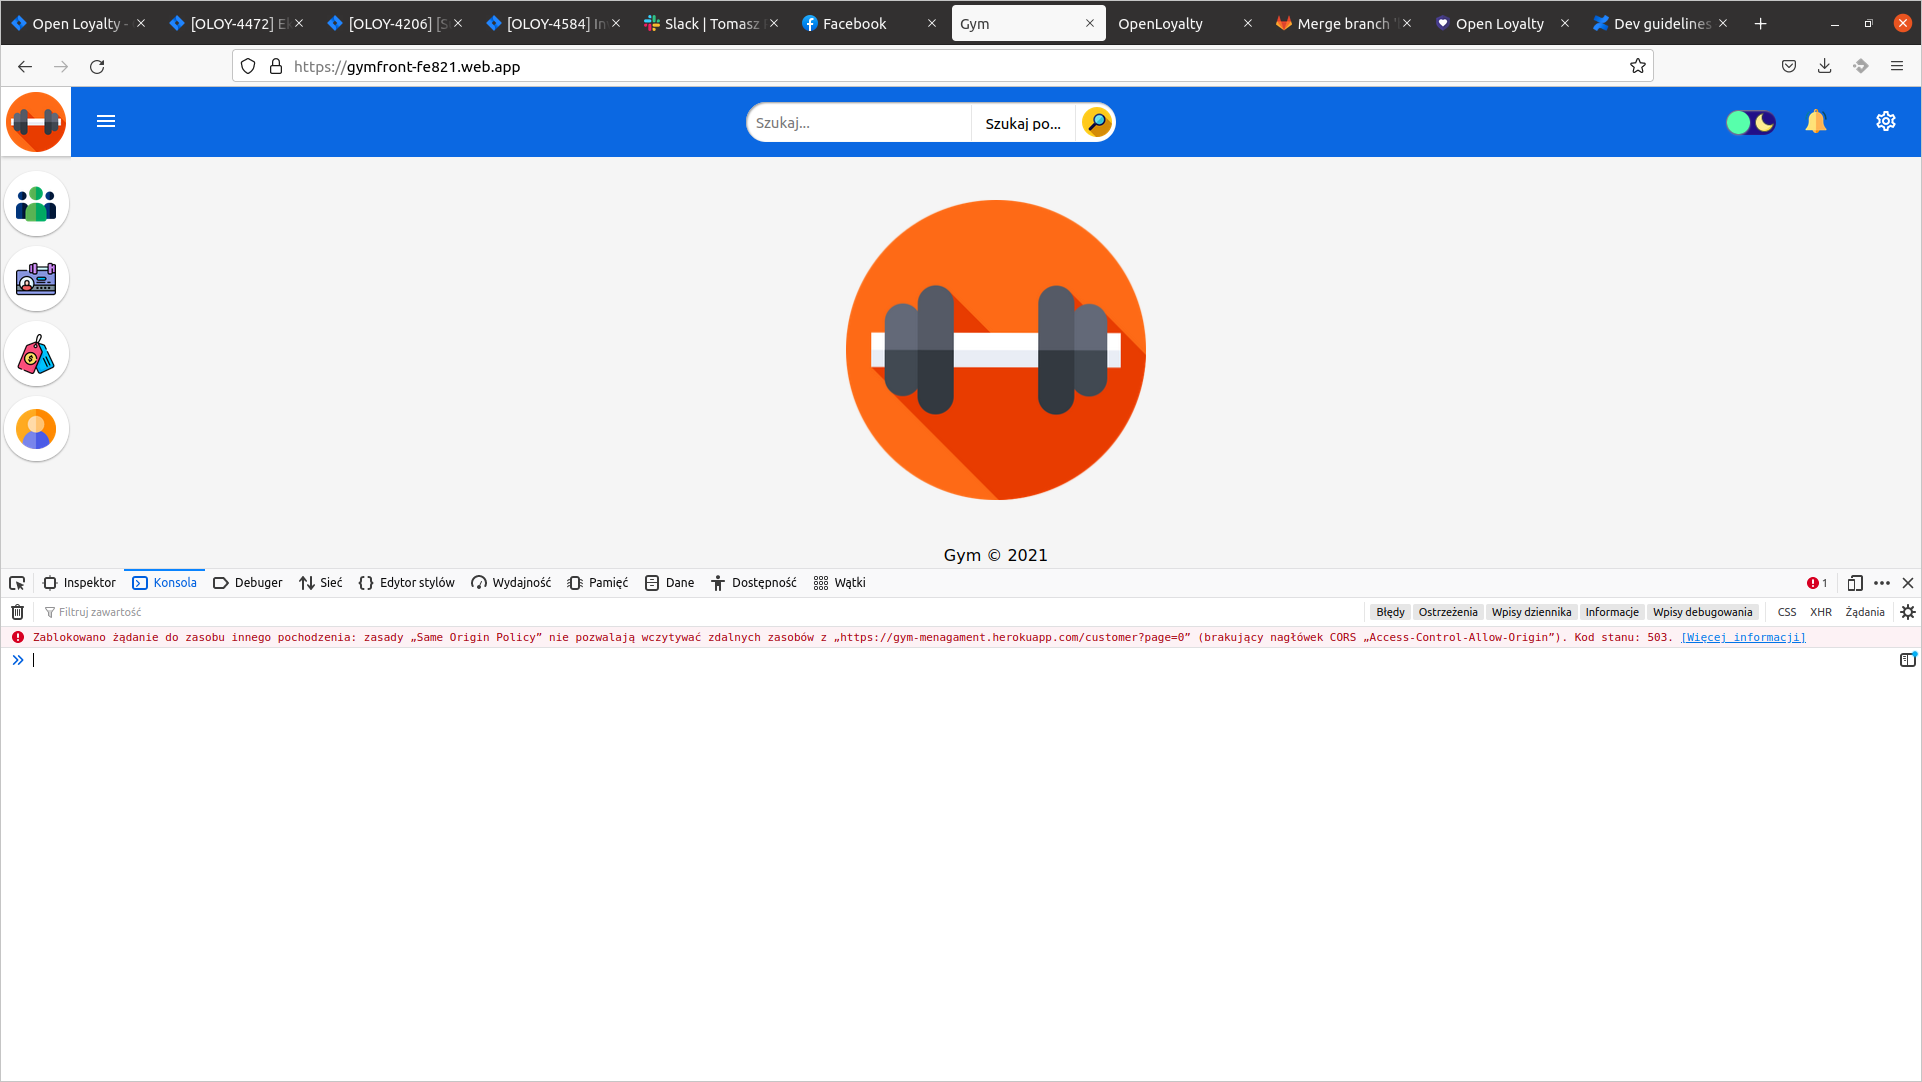 Open Loyalty -
[OLOY-4472] Ek
[OLOY-4206] [S
[OLOY-4584] In
Slack | Tomasz
Facebook
Gym
OpenLoyalty
Merge branch
Open Loyalty
Dev guidelines
https://gymfront-fe821.web.app
Szukaj...
Szukaj po...
Gym © 2021
Inspektor
Konsola
Debuger
Sieć
Edytor stylów
Wydajność
Pamięć
Dane
Dostępność
Wątki
1
Filtruj zawartość
Błędy
Ostrzeżenia
Wpisy dziennika
Informacje
Wpisy debugowania
CSS
XHR
Żądania
Zablokowano żądanie do zasobu innego pochodzenia: zasady „Same Origin Policy” nie pozwalają wczytywać zdalnych zasobów z „https://gym-menagament.herokuapp.com/customer?page=0” (brakujący nagłówek CORS „Access-Control-Allow-Origin”). Kod stanu: 503. [Więcej informacji]